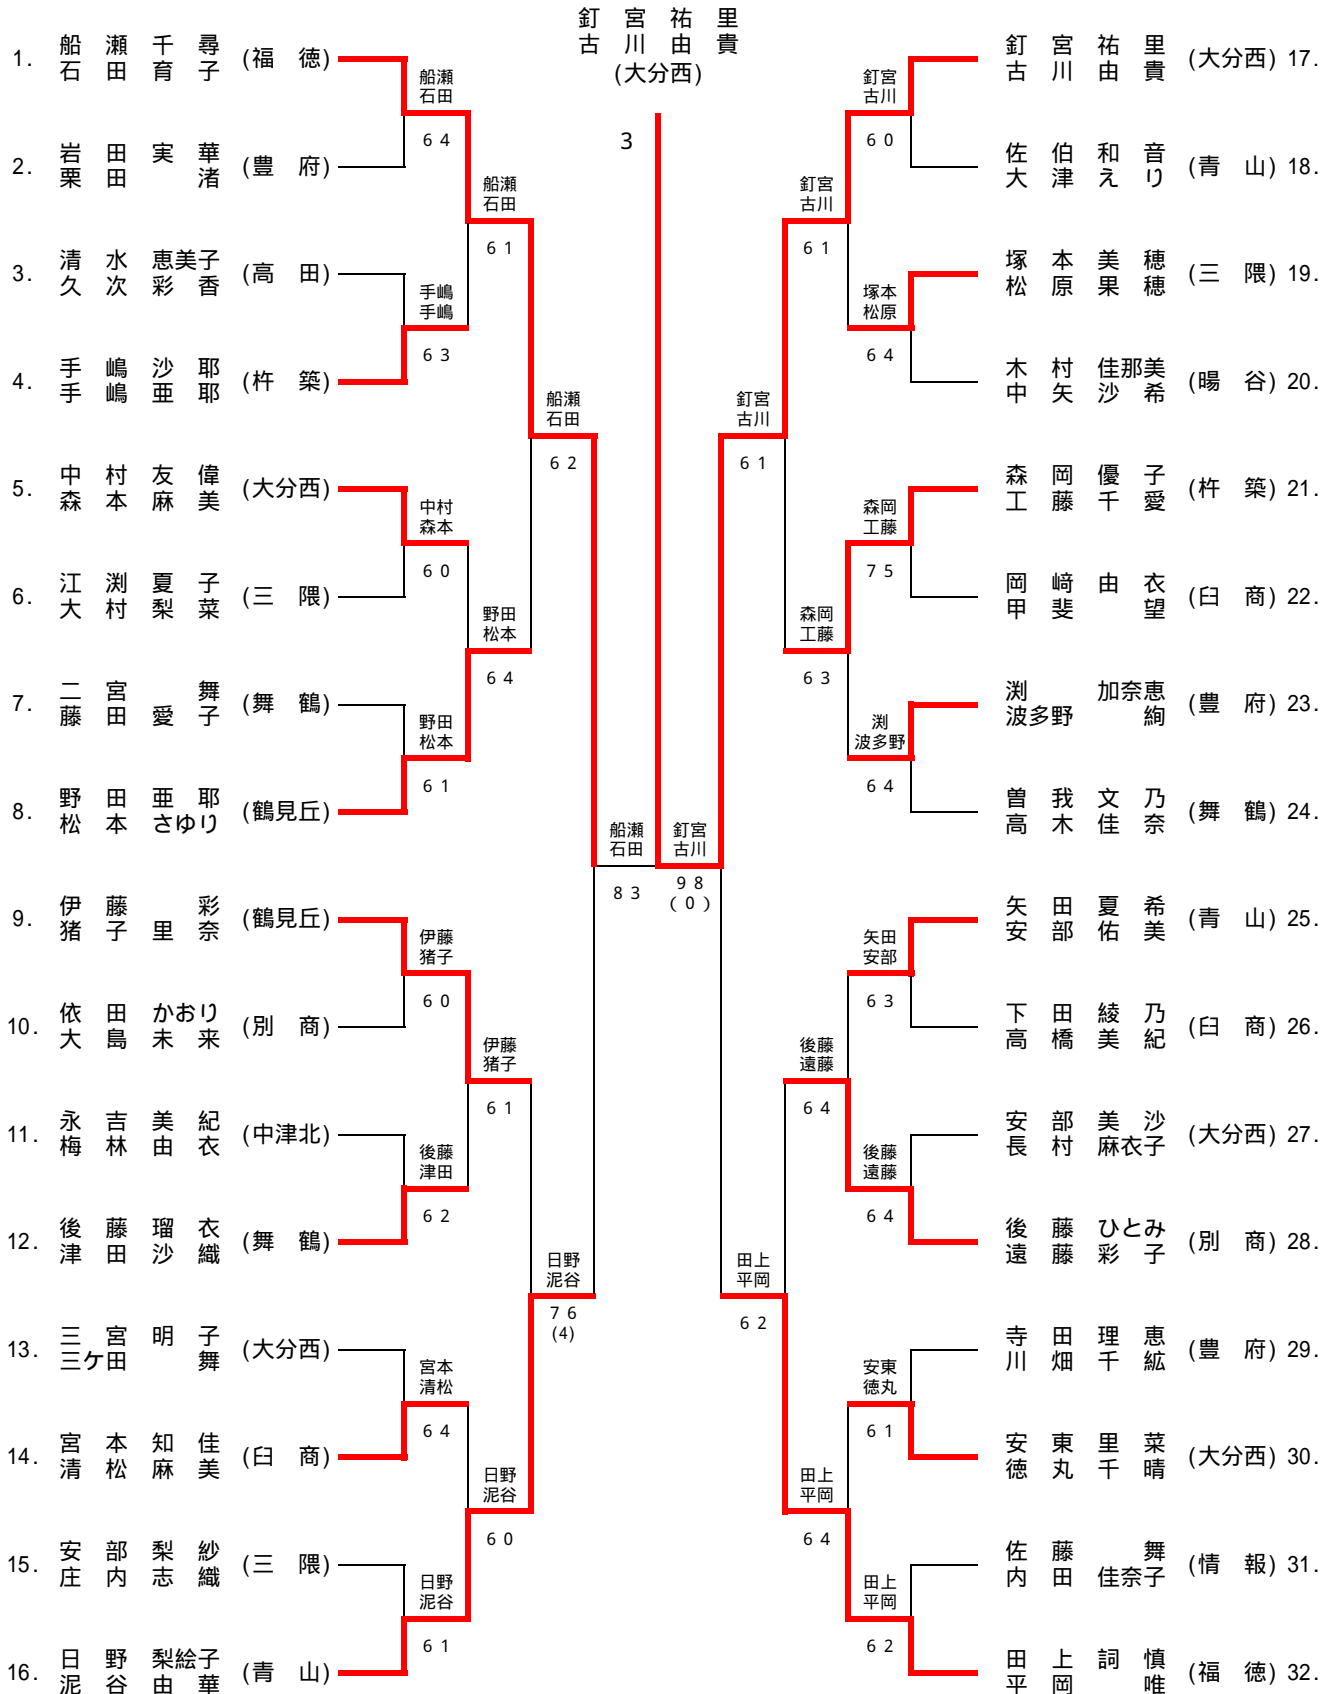 釘宮祐里
古川由貴
(大分西)
3
1. 船瀬千尋
石田育子 (福徳)
2. 岩田実華
栗田渚 (豊府)
3. 清水恵美子
久次彩香 (高田)
4. 手嶋沙耶
手嶋亜耶 (杵築)
5. 中村友偉
森本麻美 (大分西)
6. 江渕夏子
大村梨菜 (三隈)
7. 二宮舞
藤田愛子 (舞鶴)
8. 野田亜耶
松本さゆり (鶴見丘)
9. 伊藤彩
猪子里奈 (鶴見丘)
10. 依田かおり
大島未来 (別商)
11. 永吉美紀
梅林由衣 (中津北)
12. 後藤瑠衣
津田沙織 (舞鶴)
13. 三宮明子
三ケ田舞 (大分西)
14. 宮本知佳
清松麻美 (臼商)
15. 安部梨紗
庄内志織 (三隈)
16. 日野梨絵子
泥谷由華 (青山)
船瀬
石田
6 4
手嶋
手嶋
6 3
中村
森本
6 0
野田
松本
6 1
伊藤
猪子
6 0
後藤
津田
6 2
宮本
清松
6 4
日野
泥谷
6 1
船瀬
石田
6 1
野田
松本
6 4
伊藤
猪子
6 1
日野
泥谷
6 0
船瀬
石田
6 2
日野
泥谷
7 6
(4)
船瀬
石田
8 3
釘宮
古川
9 8
(0)
釘宮
古川
6 1
田上
平岡
6 2
釘宮
古川
6 1
森岡
工藤
6 3
後藤
遠藤
6 4
田上
平岡
6 4
釘宮
古川
6 0
塚本
松原
6 4
森岡
工藤
7 5
渕
波多野
6 4
矢田
安部
6 3
後藤
遠藤
6 4
安東
徳丸
6 1
田上
平岡
6 2
釘宮祐里
古川由貴 (大分西) 17.
佐伯和音
大津えり (青山) 18.
塚本美穂
松原果穂 (三隈) 19.
木村佳那美
中矢沙希 (暘谷) 20.
森岡優子
工藤千愛 (杵築) 21.
岡﨑由衣
甲斐望 (臼商) 22.
渕加奈恵
波多野絢 (豊府) 23.
曽我文乃
高木佳奈 (舞鶴) 24.
矢田夏希
安部佑美 (青山) 25.
下田綾乃
高橋美紀 (臼商) 26.
安部美沙
長村麻衣子 (大分西) 27.
後藤ひとみ
遠藤彩子 (別商) 28.
寺田理恵
川畑千紘 (豊府) 29.
安東里菜
徳丸千晴 (大分西) 30.
佐藤舞
内田佳奈子 (情報) 31.
田上詞慎
平岡唯 (福徳) 32.